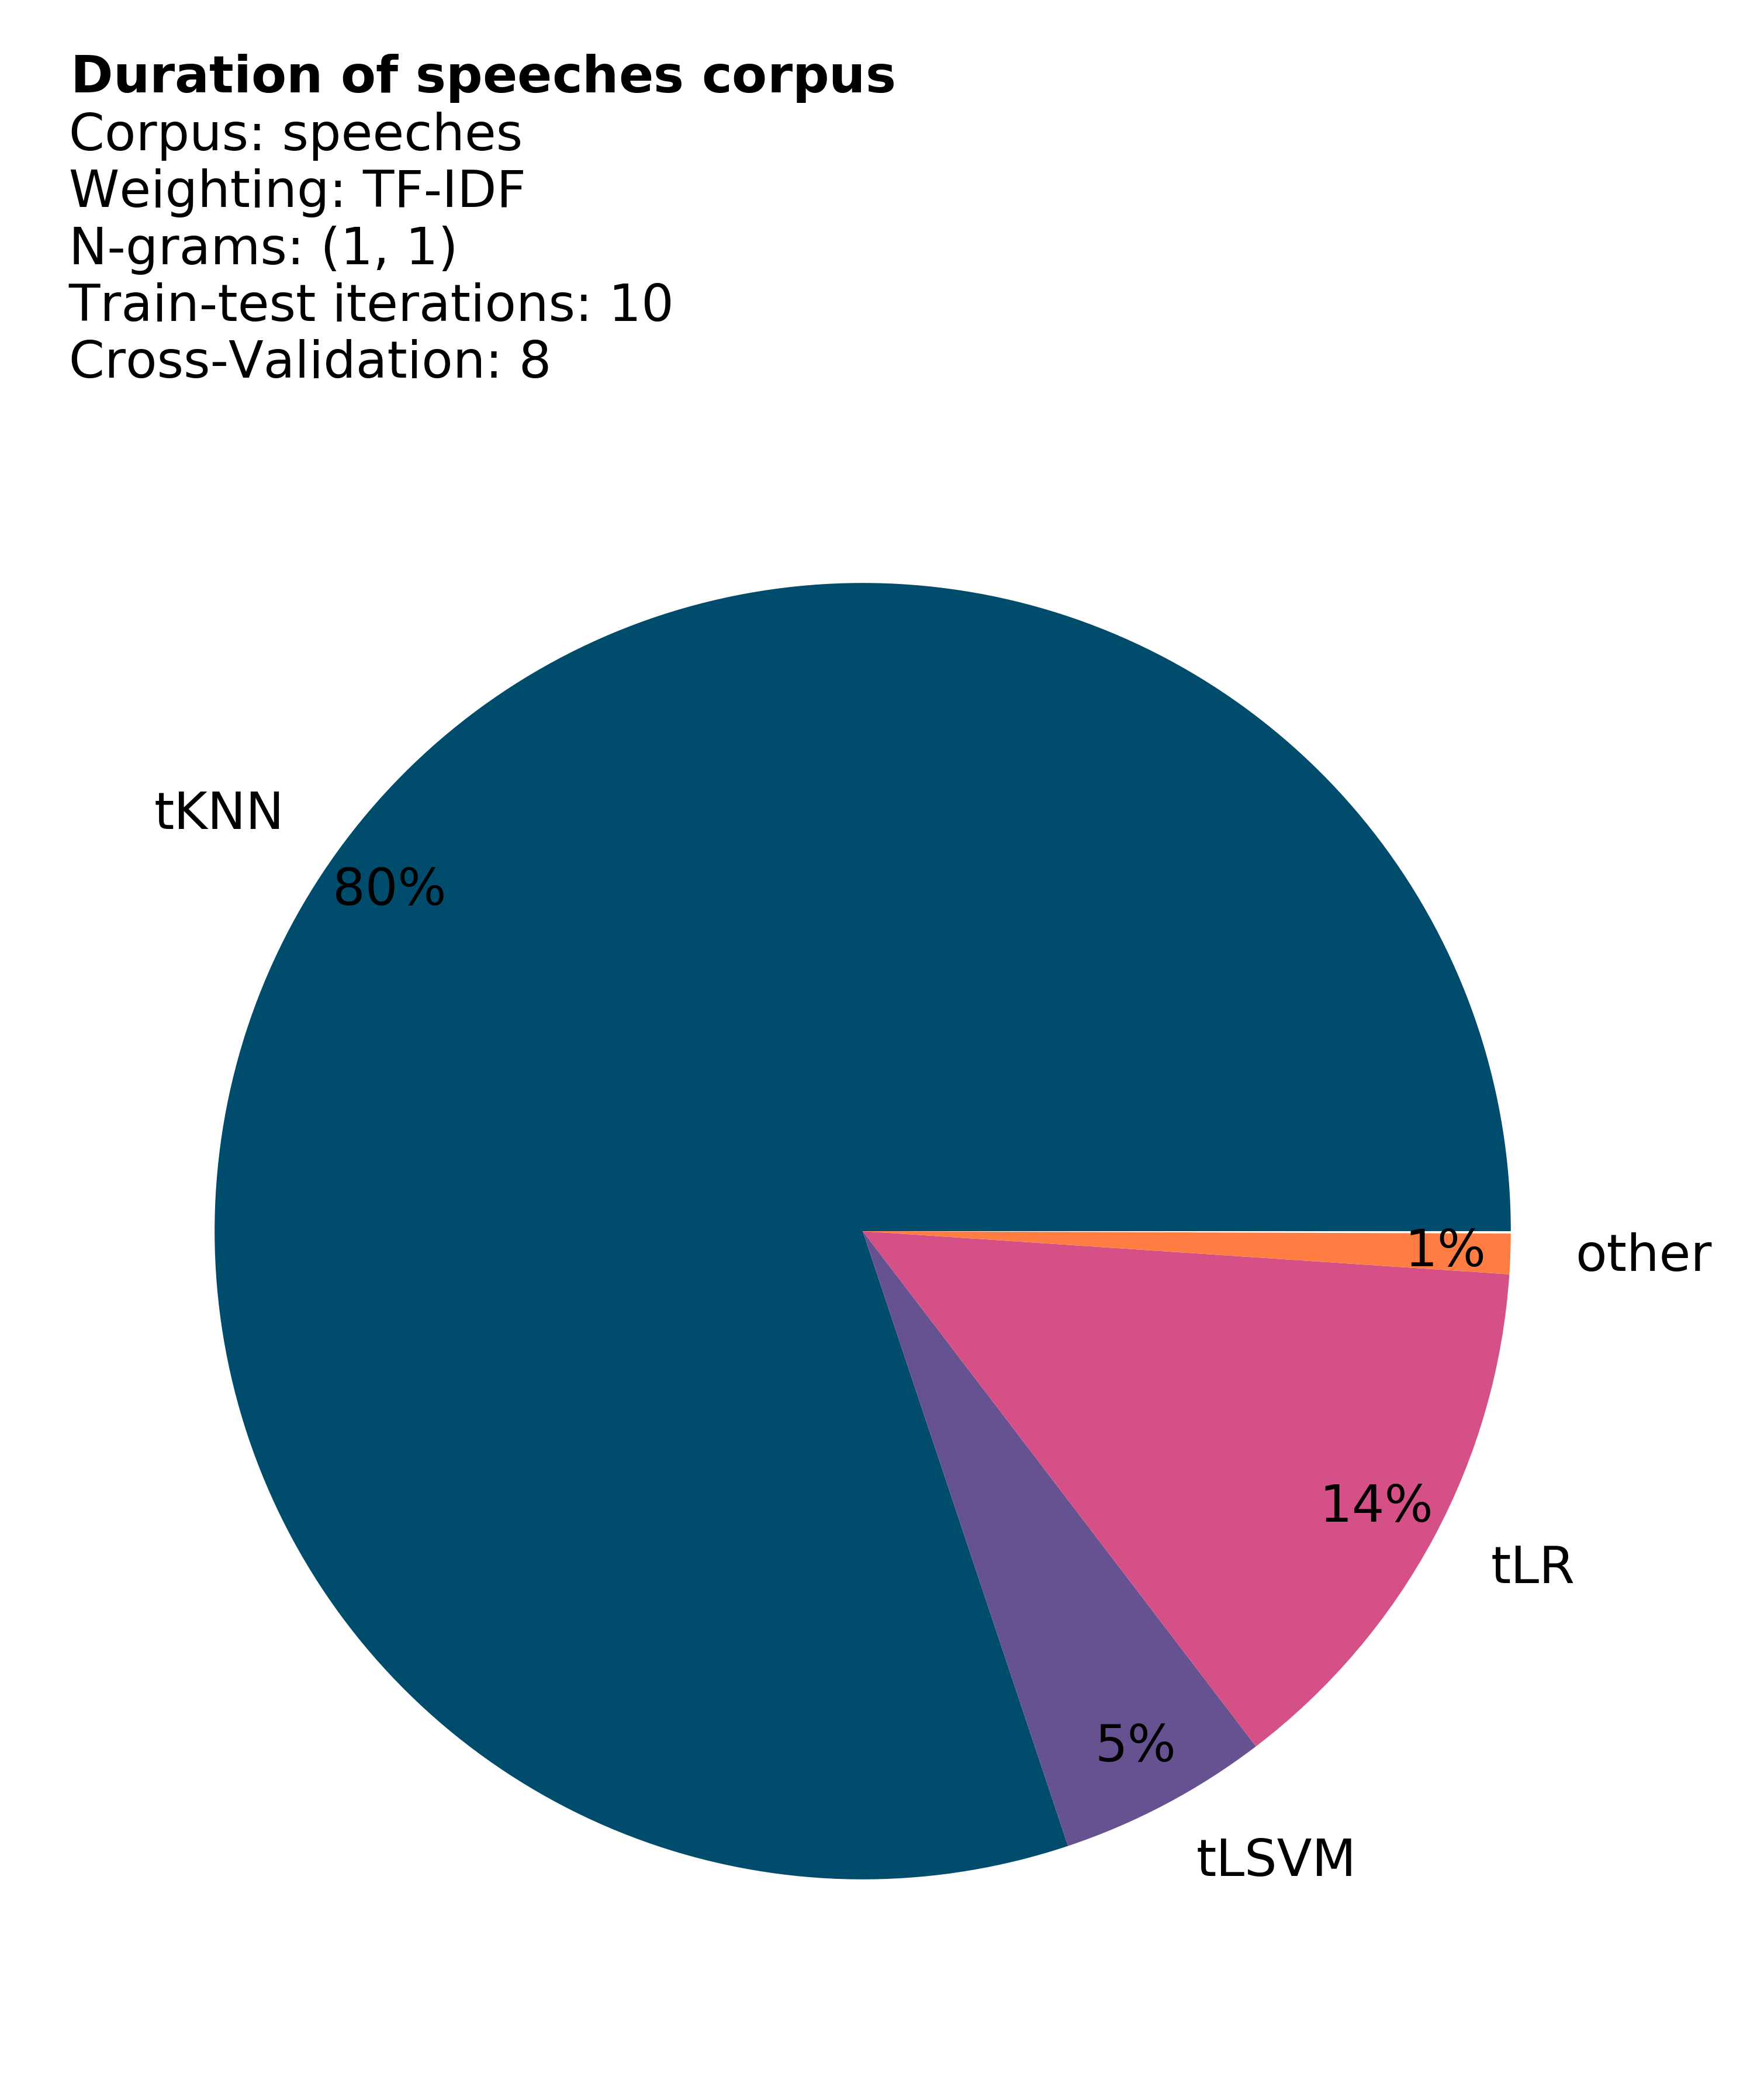 Duration of speeches corpus
Corpus: speeches
Weighting: TF-IDF
N-grams: (1, 1)
Train-test iterations: 10
Cross-Validation: 8
tKNN
80%
1%
other
14%
tLR
5%
tLSVM